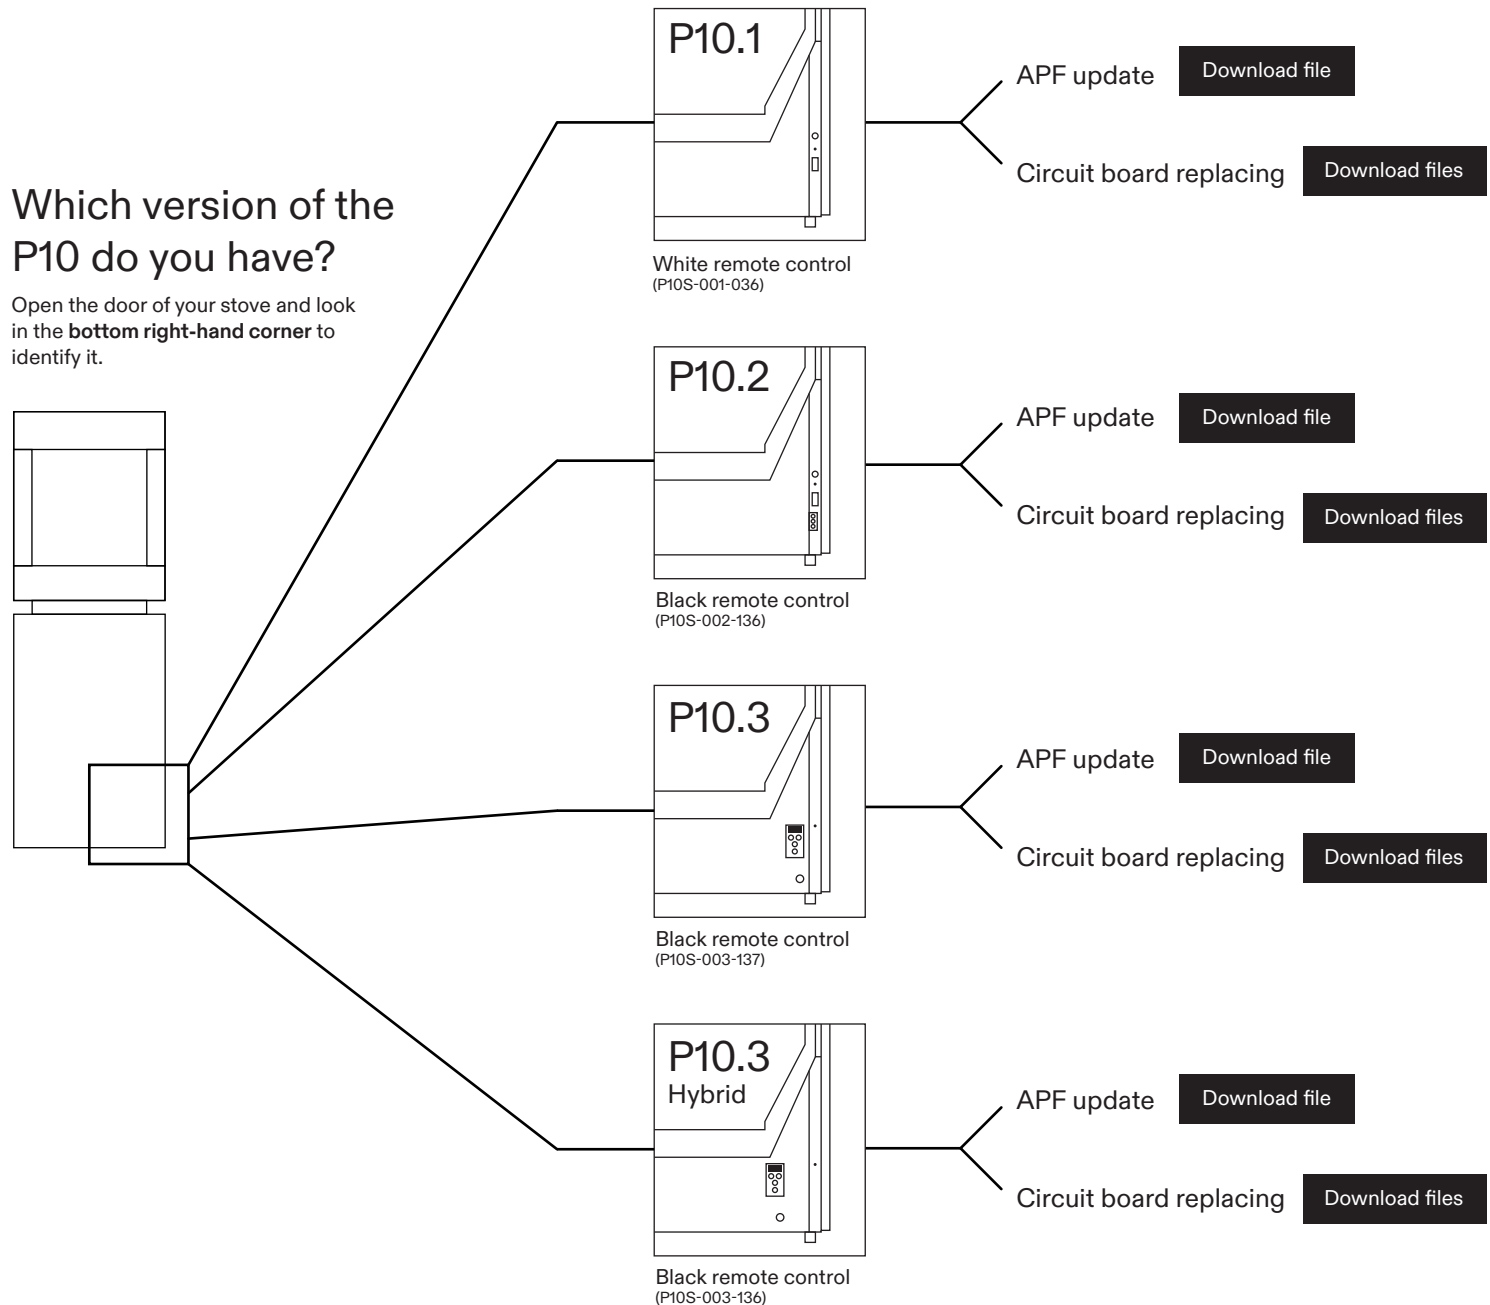 Which version of the
P10 do you have?
Open the door of your stove and look
in the bottom right-hand corner to
identify it.
P10.1
White remote control
(P10S-001-036)
APF update
Download file
Circuit board replacing
Download files
P10.2
Black remote control
(P10S-002-136)
APF update
Download file
Circuit board replacing
Download files
P10.3
Black remote control
(P10S-003-137)
APF update
Download file
Circuit board replacing
Download files
P10.3
Hybrid
Black remote control
(P10S-003-136)
APF update
Download file
Circuit board replacing
Download files